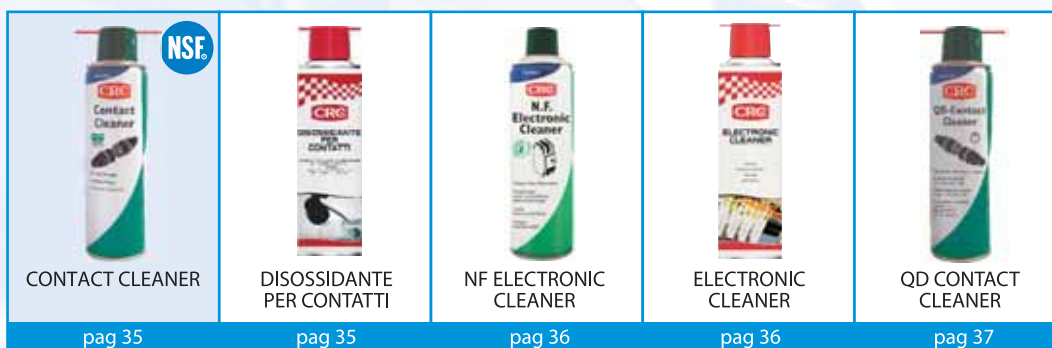 NSF
CRC
Contact
Cleaner
CONTACT CLEANER
pag 35
CRC
DISOSSIDANTE
PER
CONTATTI
DISOSSIDANTE
PER CONTATTI
pag 35
CRC
N.F.
Electronic
Cleaner
NF ELECTRONIC
CLEANER
pag 36
CRC
ELECTRONIC
CLEANER
ELECTRONIC
CLEANER
pag 36
CRC
QD-Contact
Cleaner
QD CONTACT
CLEANER
pag 37